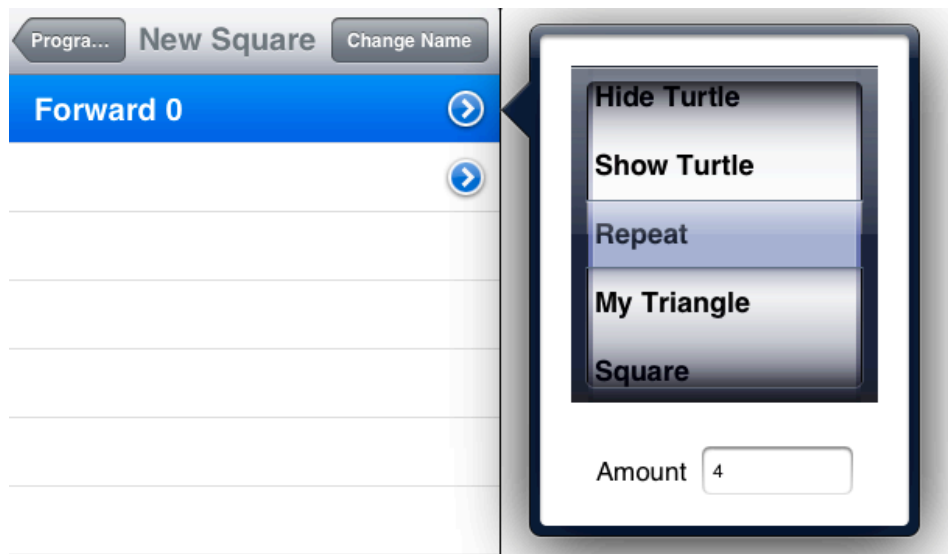 Progra... New Square Change Name
Forward 0
Hide Turtle
Show Turtle
Repeat
My Triangle
Square
Amount 4